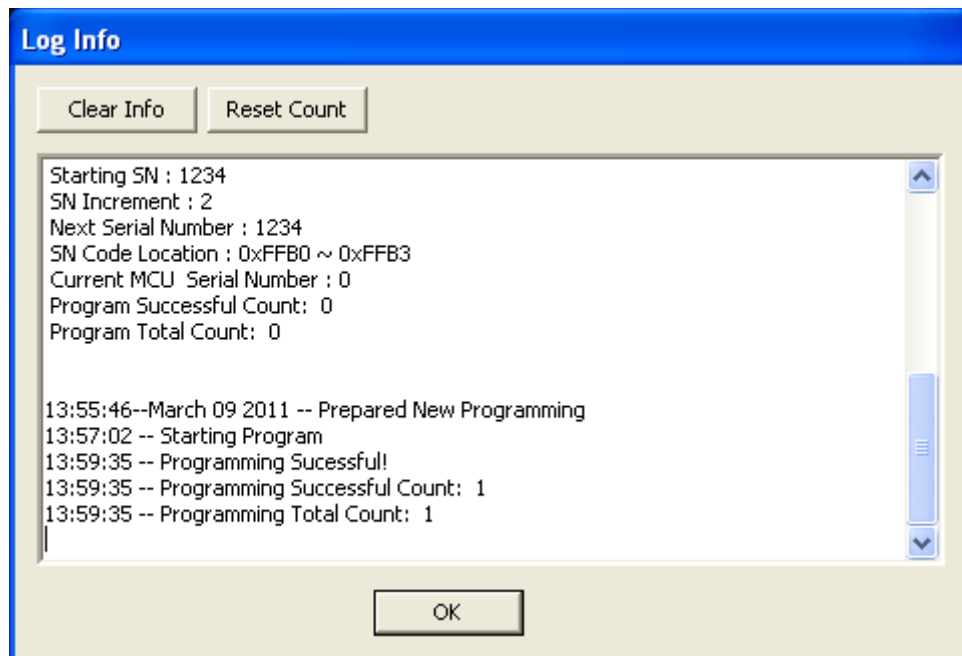 Log Info
Clear Info Reset Count
Starting SN : 1234
SN Increment : 2
Next Serial Number : 1234
SN Code Location : 0xFFB0 ~ 0xFFB3
Current MCU  Serial Number : 0
Program Successful Count:  0
Program Total Count:  0
13:55:46--March 09 2011 -- Prepared New Programming
13:57:02 -- Starting Program
13:59:35 -- Programming Sucessful!
13:59:35 -- Programming Successful Count:  1
13:59:35 -- Programming Total Count:  1
OK